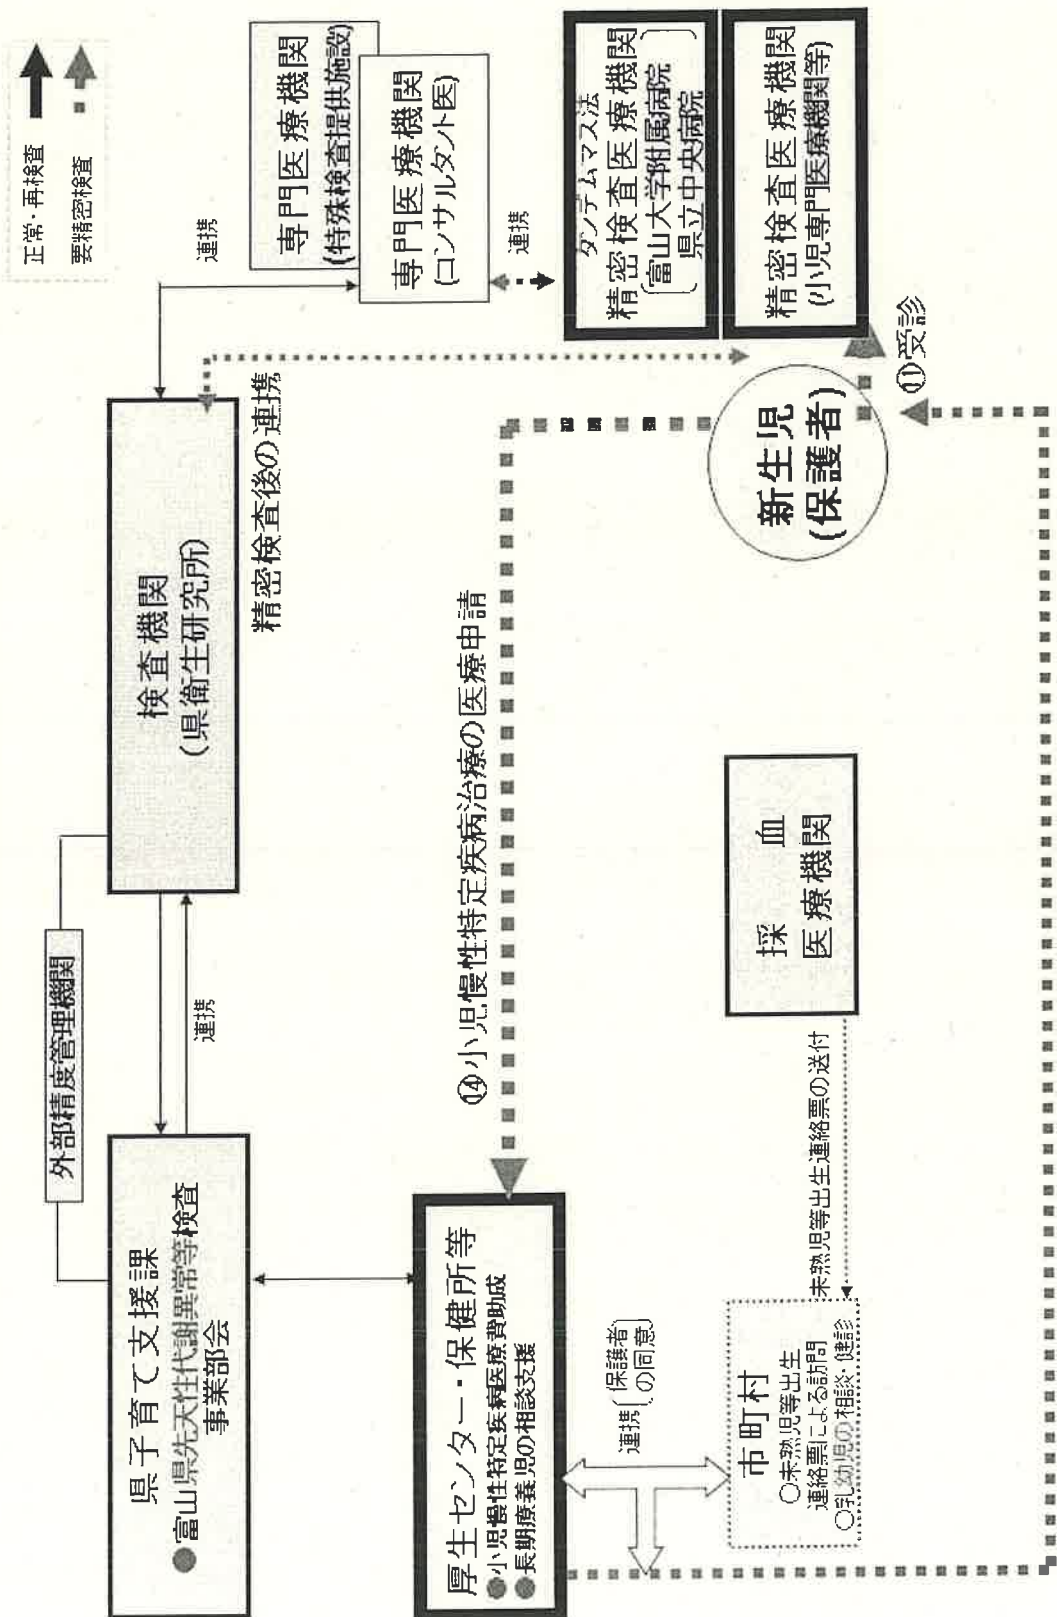 正常・再検査
要精密検査
外部精度管理機関
県子育て支援課
●富山県先天性代謝異常等検査
事業部会
連携
検査機関
(県衛生研究所)
連携
専門医療機関
(特殊検査提供施設)
専門医療機関
(コンサルタント医)
精密検査後の連携
連携
厚生センター・保健所等
●小児慢性特定疾病医療費助成
●長期療養児の相談支援
⑭小児慢性特定疾病治療の医療申請
タンデムマス法
精密検査医療機関
(富山大学附属病院
県立中央病院)
精密検査医療機関
(小児専門医療機関等)
連携(保護者
の同意)
新生児
(保護者)
⑪受診
市町村
○未熟児等出生
連絡票による訪問
○乳幼児の相談・健診
未熟児等出生連絡票の送付
採血
医療機関